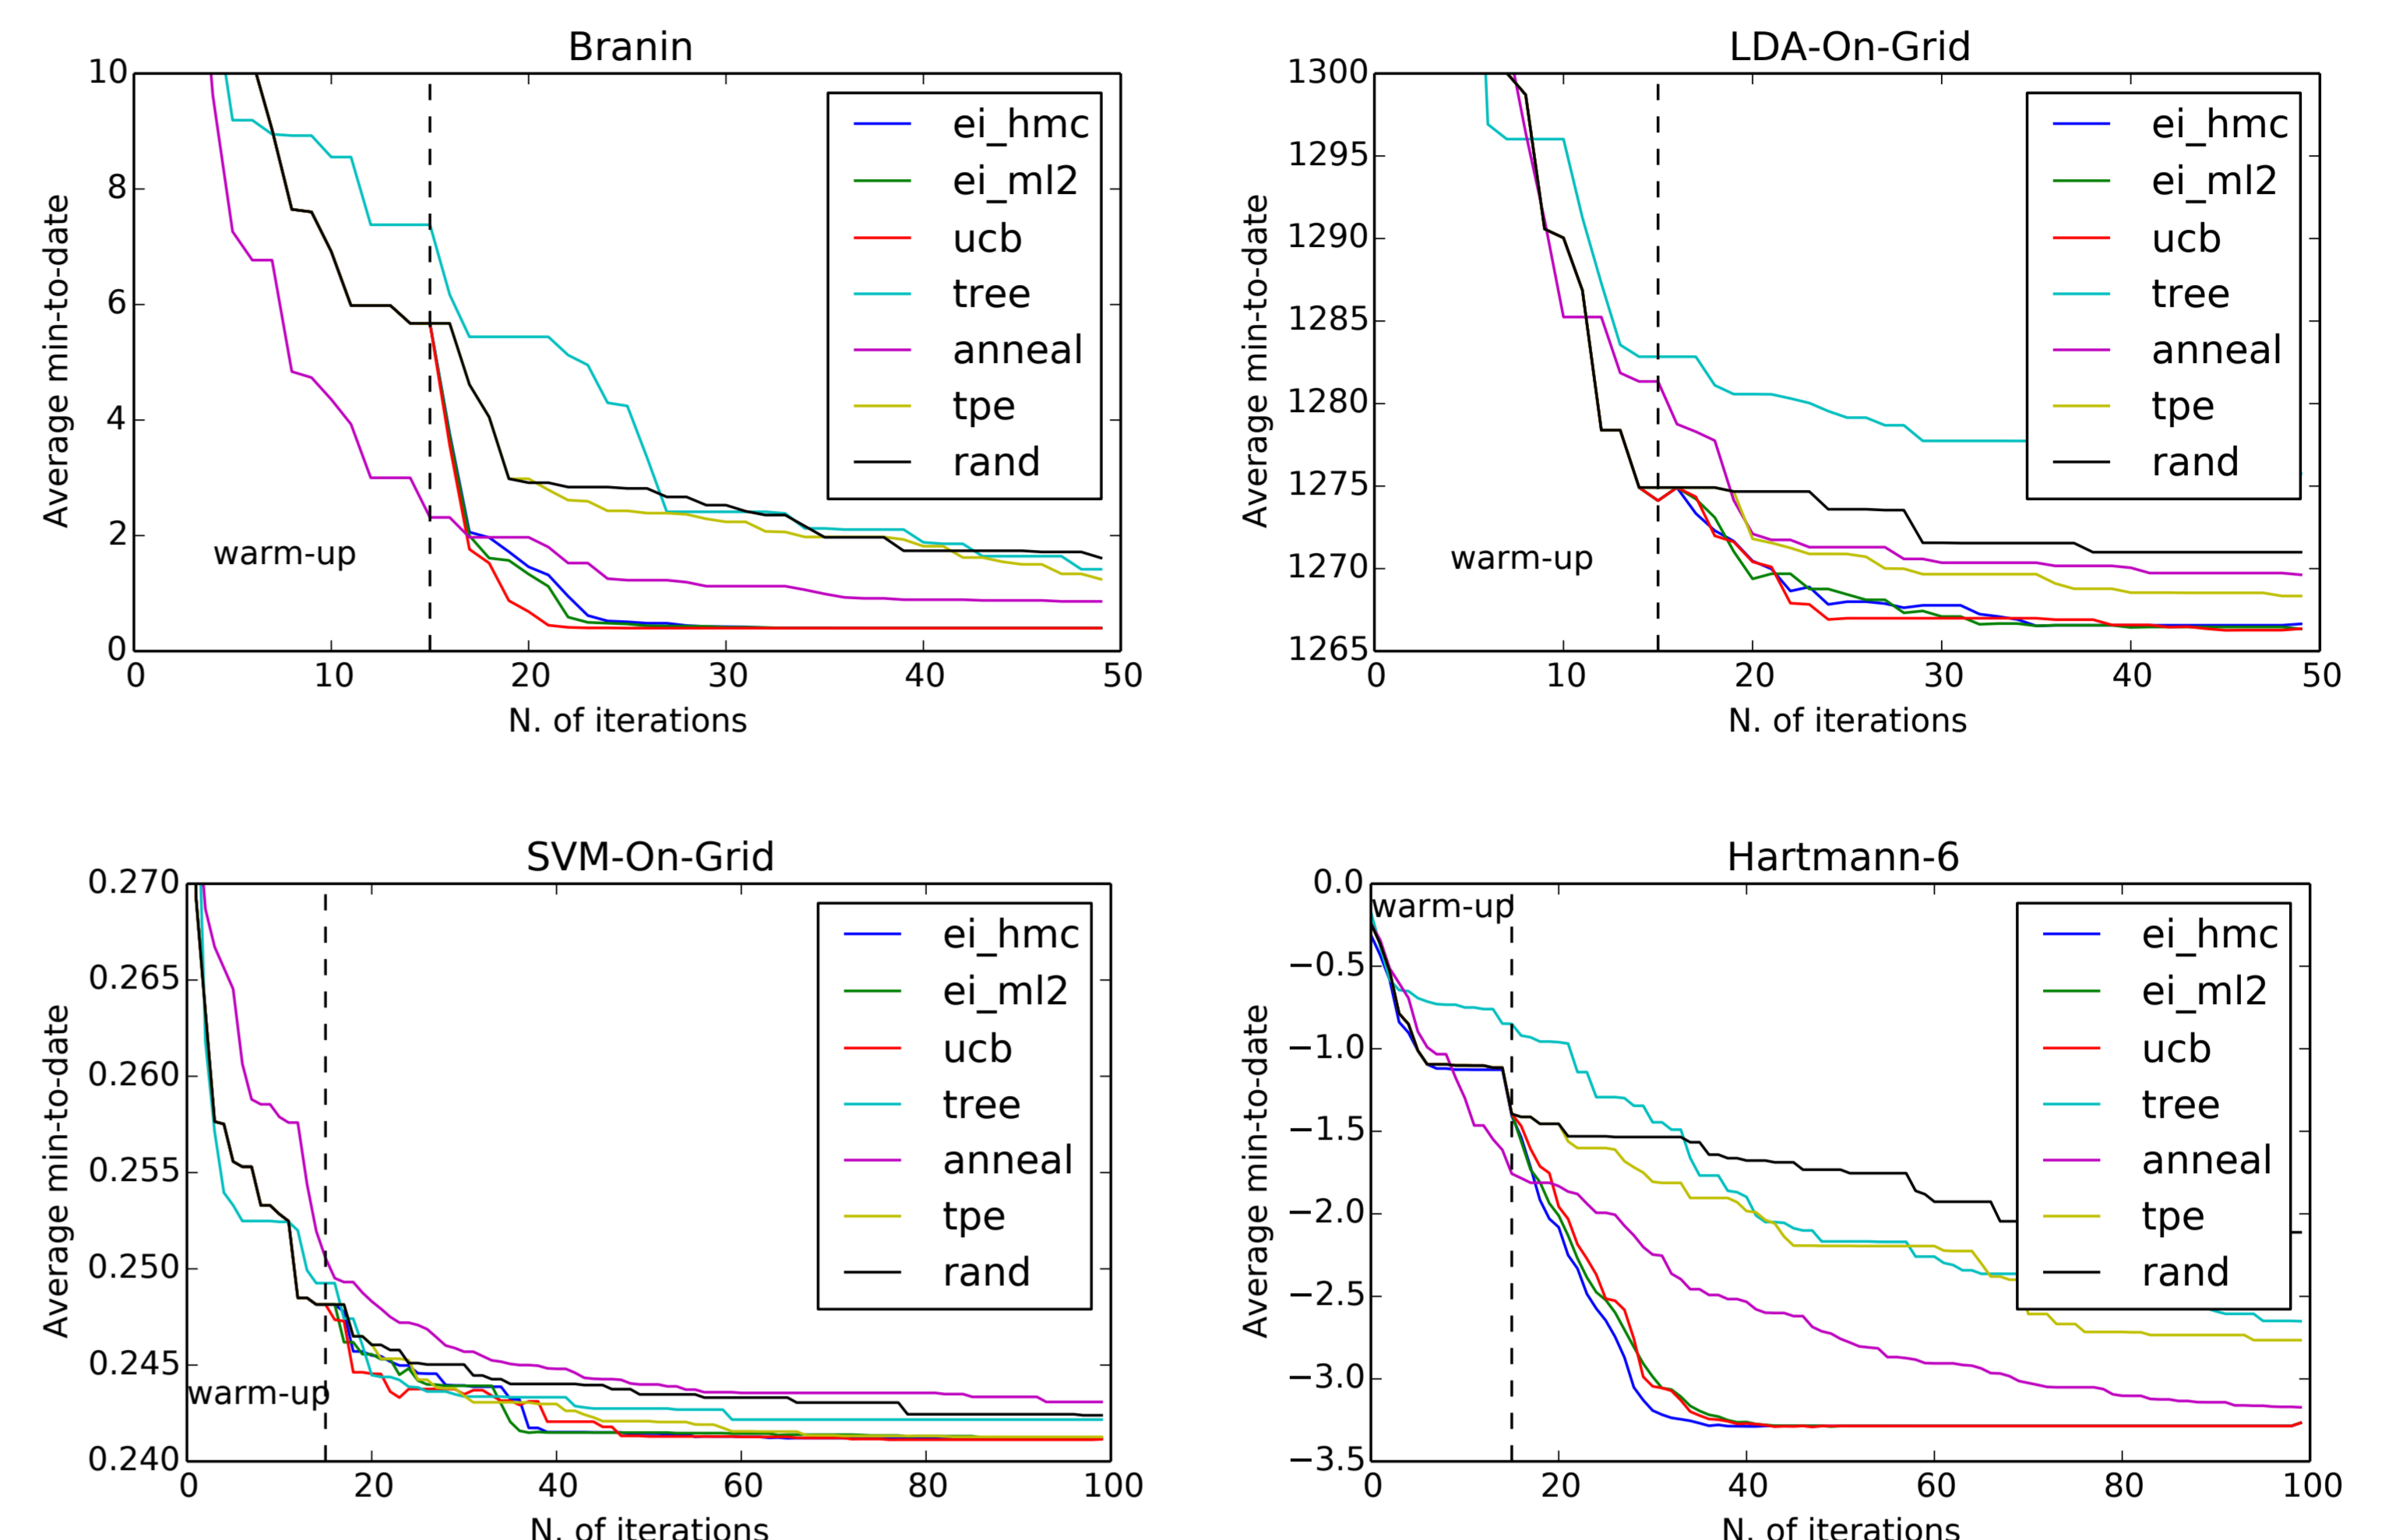 Branin
10
8
6
4
2
0
Average min-to-date
warm-up
ei_hmc
ei_ml2
ucb
tree
anneal
tpe
rand
0 10 20 30 40 50
N. of iterations
LDA-On-Grid
1300
1295
1290
1285
1280
1275
1270
1265
Average min-to-date
warm-up
ei_hmc
ei_ml2
ucb
tree
anneal
tpe
rand
0 10 20 30 40 50
N. of iterations
SVM-On-Grid
0.270
0.265
0.260
0.255
0.250
0.245
0.240
Average min-to-date
warm-up
ei_hmc
ei_ml2
ucb
tree
anneal
tpe
rand
0 20 40 60 80 100
N. of iterations
Hartmann-6
0.0
−0.5
−1.0
−1.5
−2.0
−2.5
−3.0
−3.5
Average min-to-date
warm-up
ei_hmc
ei_ml2
ucb
tree
anneal
tpe
rand
0 20 40 60 80 100
N. of iterations